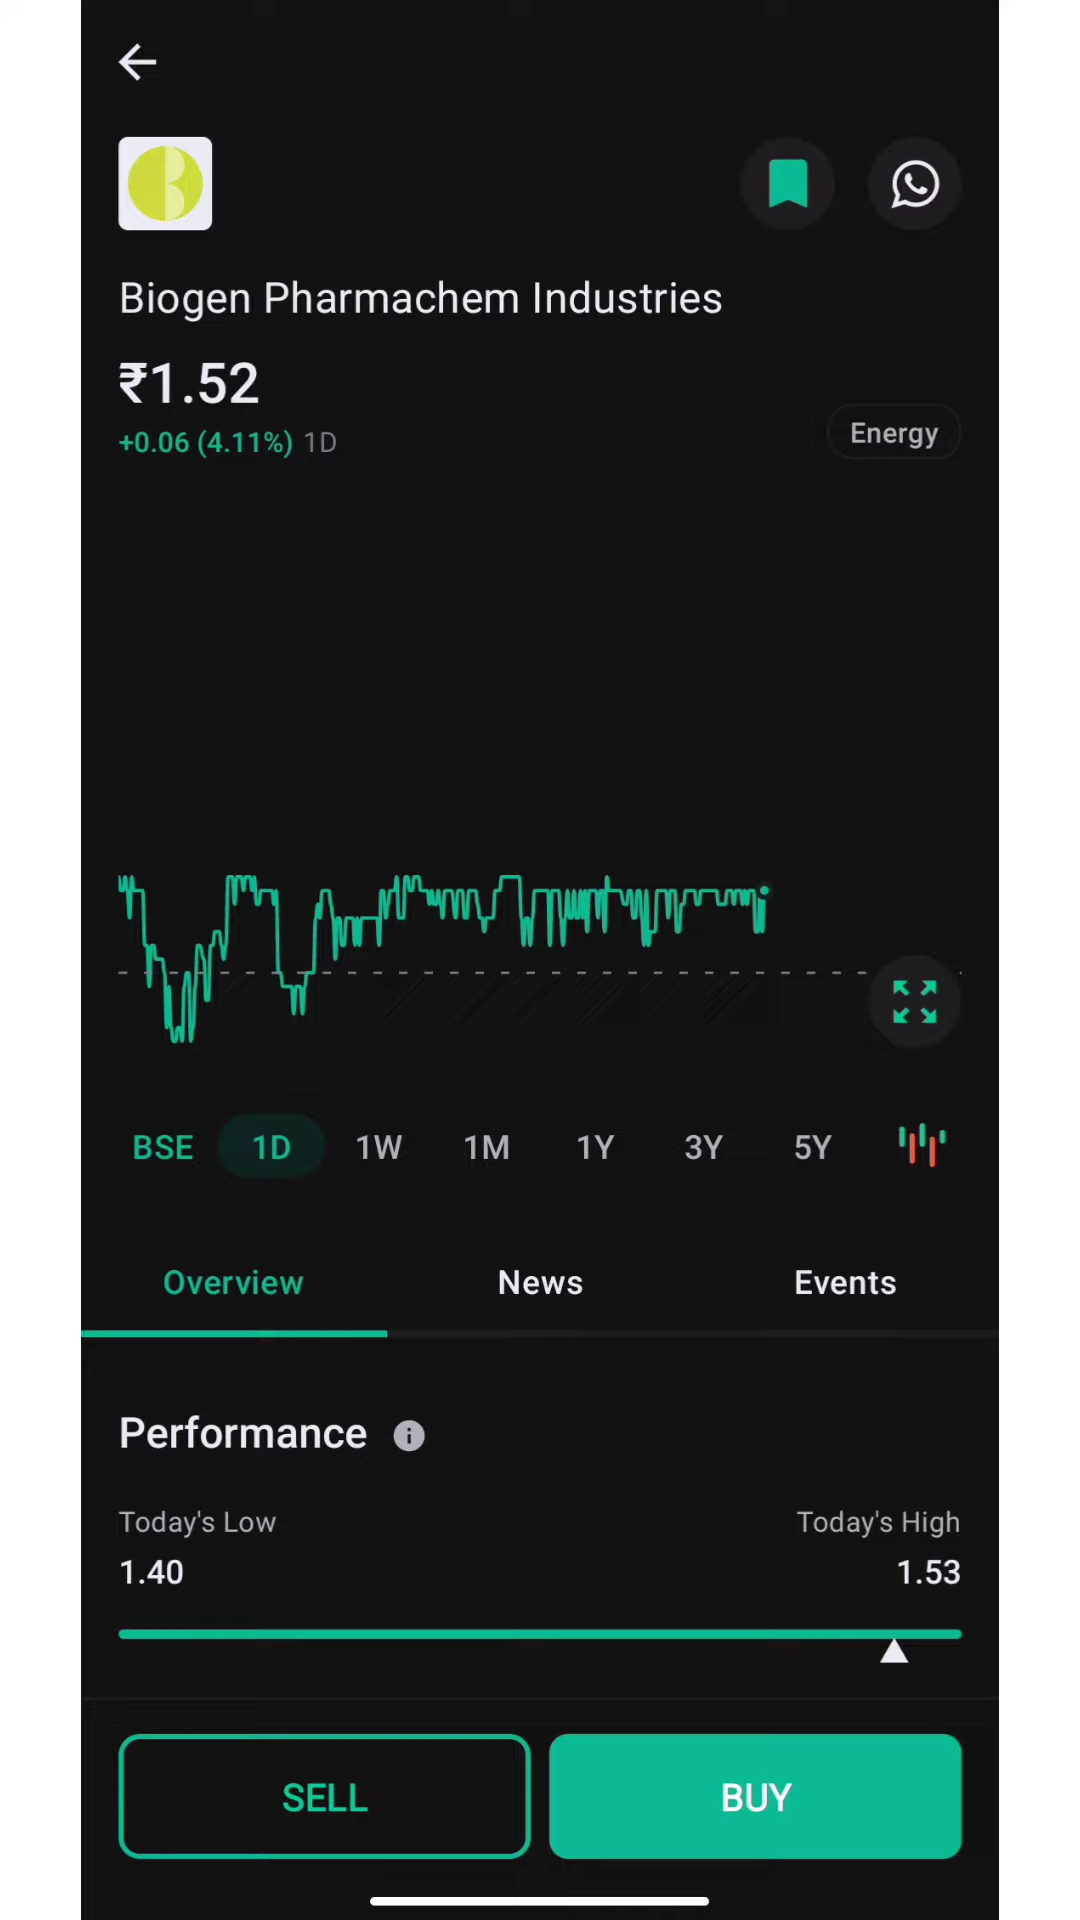 Biogen Pharmachem Industries
₹1.52
+0.06 (4.11%) 1D
Energy
BSE 1D 1W 1M 1Y 3Y 5Y
Overview News Events
Performance
Today's Low Today's High
1.40 1.53
SELL BUY